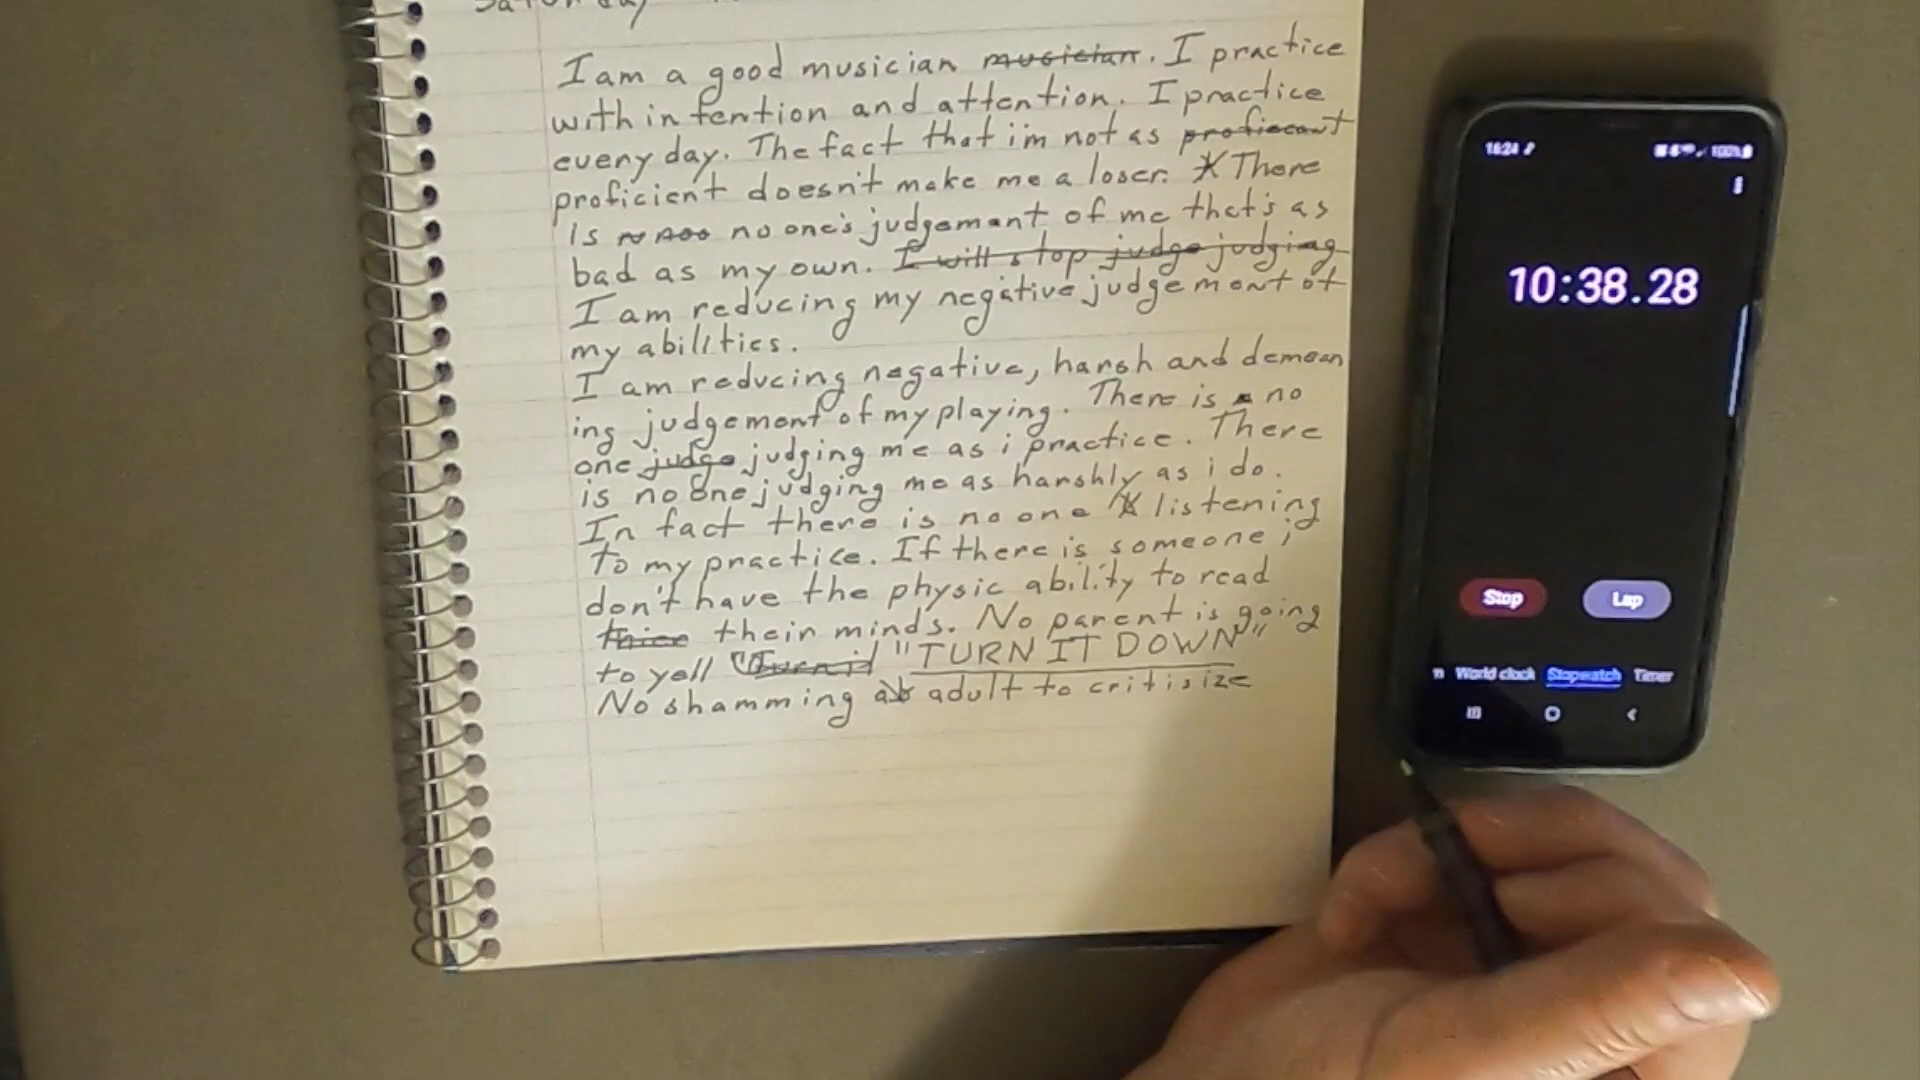 Saturday
I am a good musician musician. I practice
with intention and attention. I practice
every day. The fact that i'm not as profiecant
proficient doesn't make me a loser. There
Is no one's judgement of me that's as
bad as my own. I will stop judge judging
I am reducing my negative judgement of
my abilities.
I am reducing negative, harsh and demean
ing judgement of my playing. There is no
one judge judging me as i practice. There
is no one judging me as harshly as i do.
In fact there is no one listening
to my practice. If there is someone i
don't have the physic ability to read
their minds. No parent is going
to yell "Turn it "TURN IT DOWN"
No shamming adult to critisize
16:24
100%
10:38.28
Stop Lap
World clock Stopwatch Timer